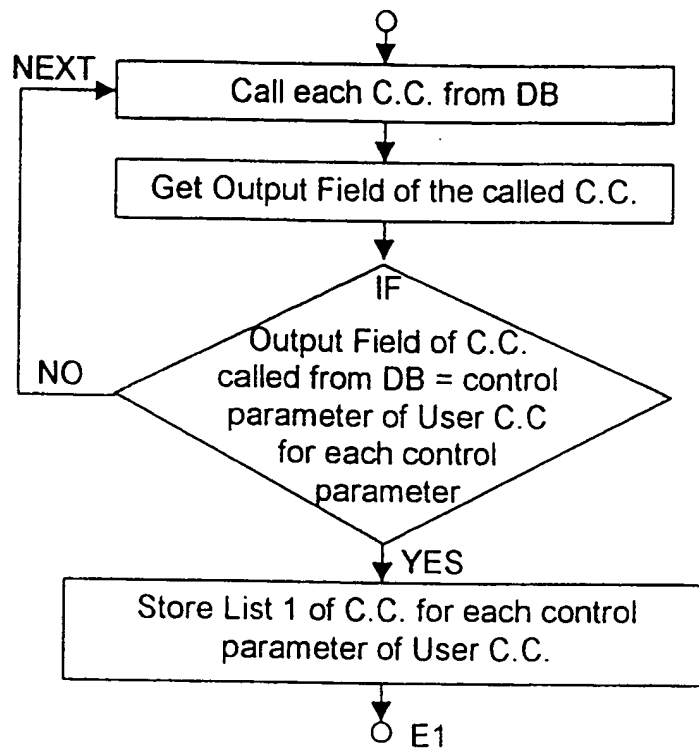 NEXT
Call each C.C. from DB
Get Output Field of the called C.C.
IF
Output Field of C.C.
called from DB = control
parameter of User C.C
for each control
parameter
NO
YES
Store List 1 of C.C. for each control
parameter of User C.C.
E1